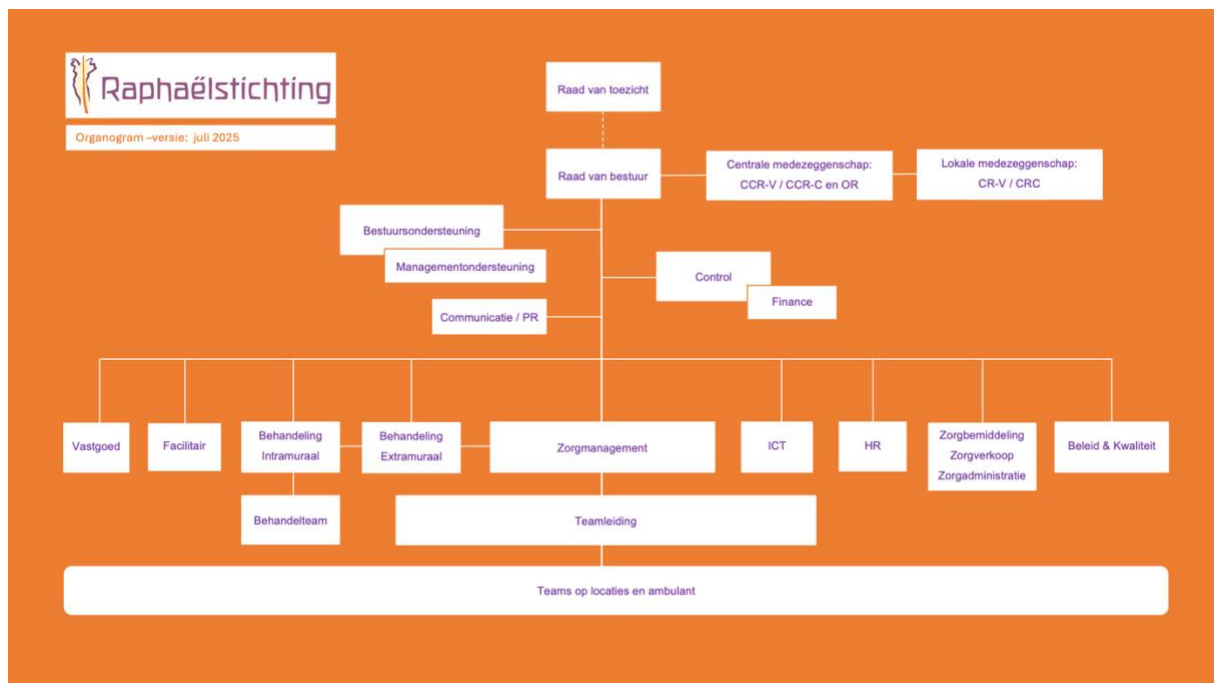 Raphaëlstichting
Organogram –versie: juli 2025
Raad van toezicht
Raad van bestuur
Centrale medezeggenschap:
CCR-V / CCR-C en OR
Lokale medezeggenschap:
CR-V / CRC
Bestuursondersteuning
Managementondersteuning
Control
Finance
Communicatie / PR
Vastgoed
Facilitair
Behandeling
Intramuraal
Behandeling
Extramuraal
Zorgmanagement
ICT
HR
Zorgbemiddeling
Zorgverkoop
Zorgadministratie
Beleid & Kwaliteit
Behandelteam
Teamleiding
Teams op locaties en ambulant